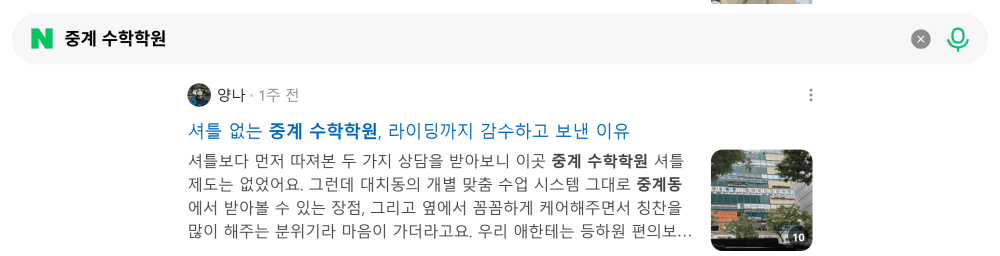 중계 수학학원
양나 · 1주 전
셔틀 없는 중계 수학학원, 라이딩까지 감수하고 보낸 이유
셔틀보다 먼저 따져본 두 가지 상담을 받아보니 이곳 중계 수학학원 셔틀
제도는 없었어요. 그런데 대치동의 개별 맞춤 수업 시스템 그대로 중계동
에서 받아볼 수 있는 장점, 그리고 옆에서 꼼꼼하게 케어해주면서 칭찬을
많이 해주는 분위기라 마음이 가더라고요. 우리 애한테는 등하원 편의보...
10